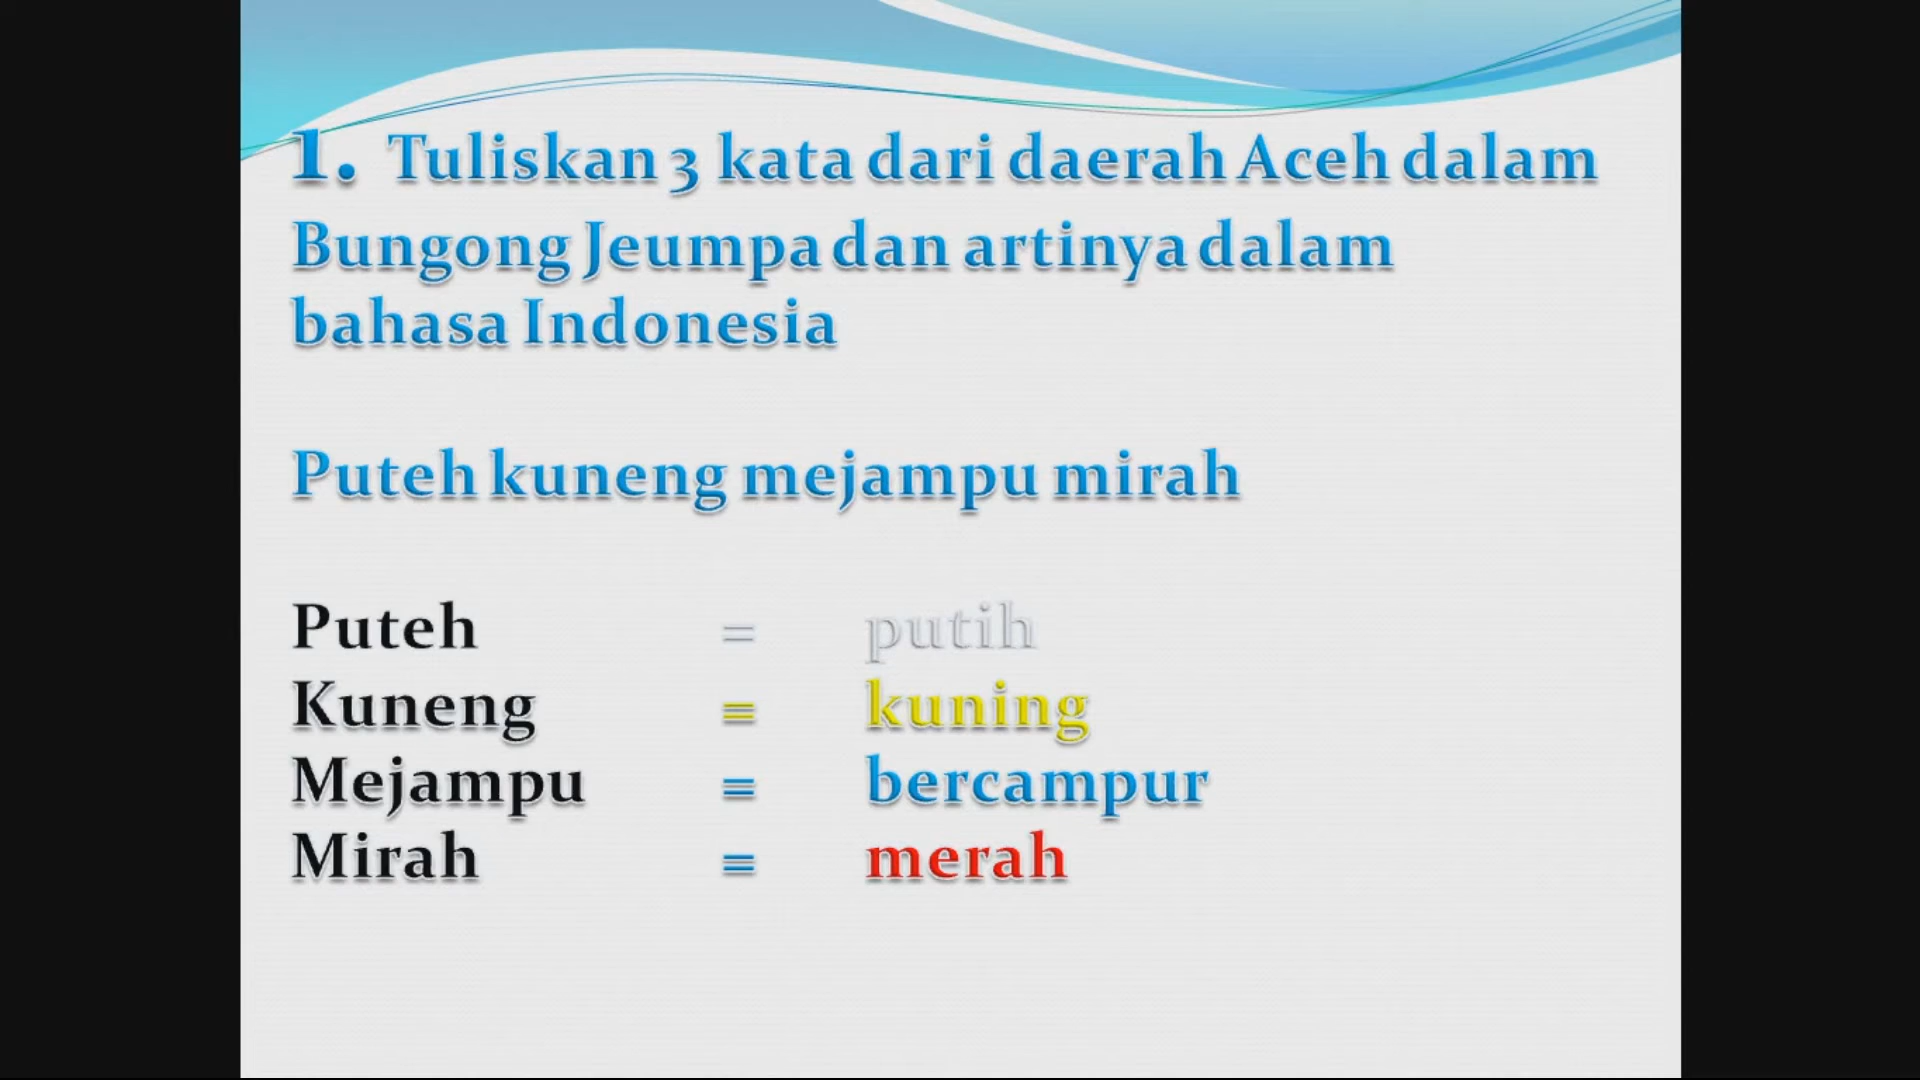 1. Tuliskan 3 kata dari daerah Aceh dalam
Bungong Jeumpa dan artinya dalam
bahasa Indonesia
Puteh kuneng mejampu mirah
Puteh = putih
Kuneng = kuning
Mejampu = bercampur
Mirah = merah